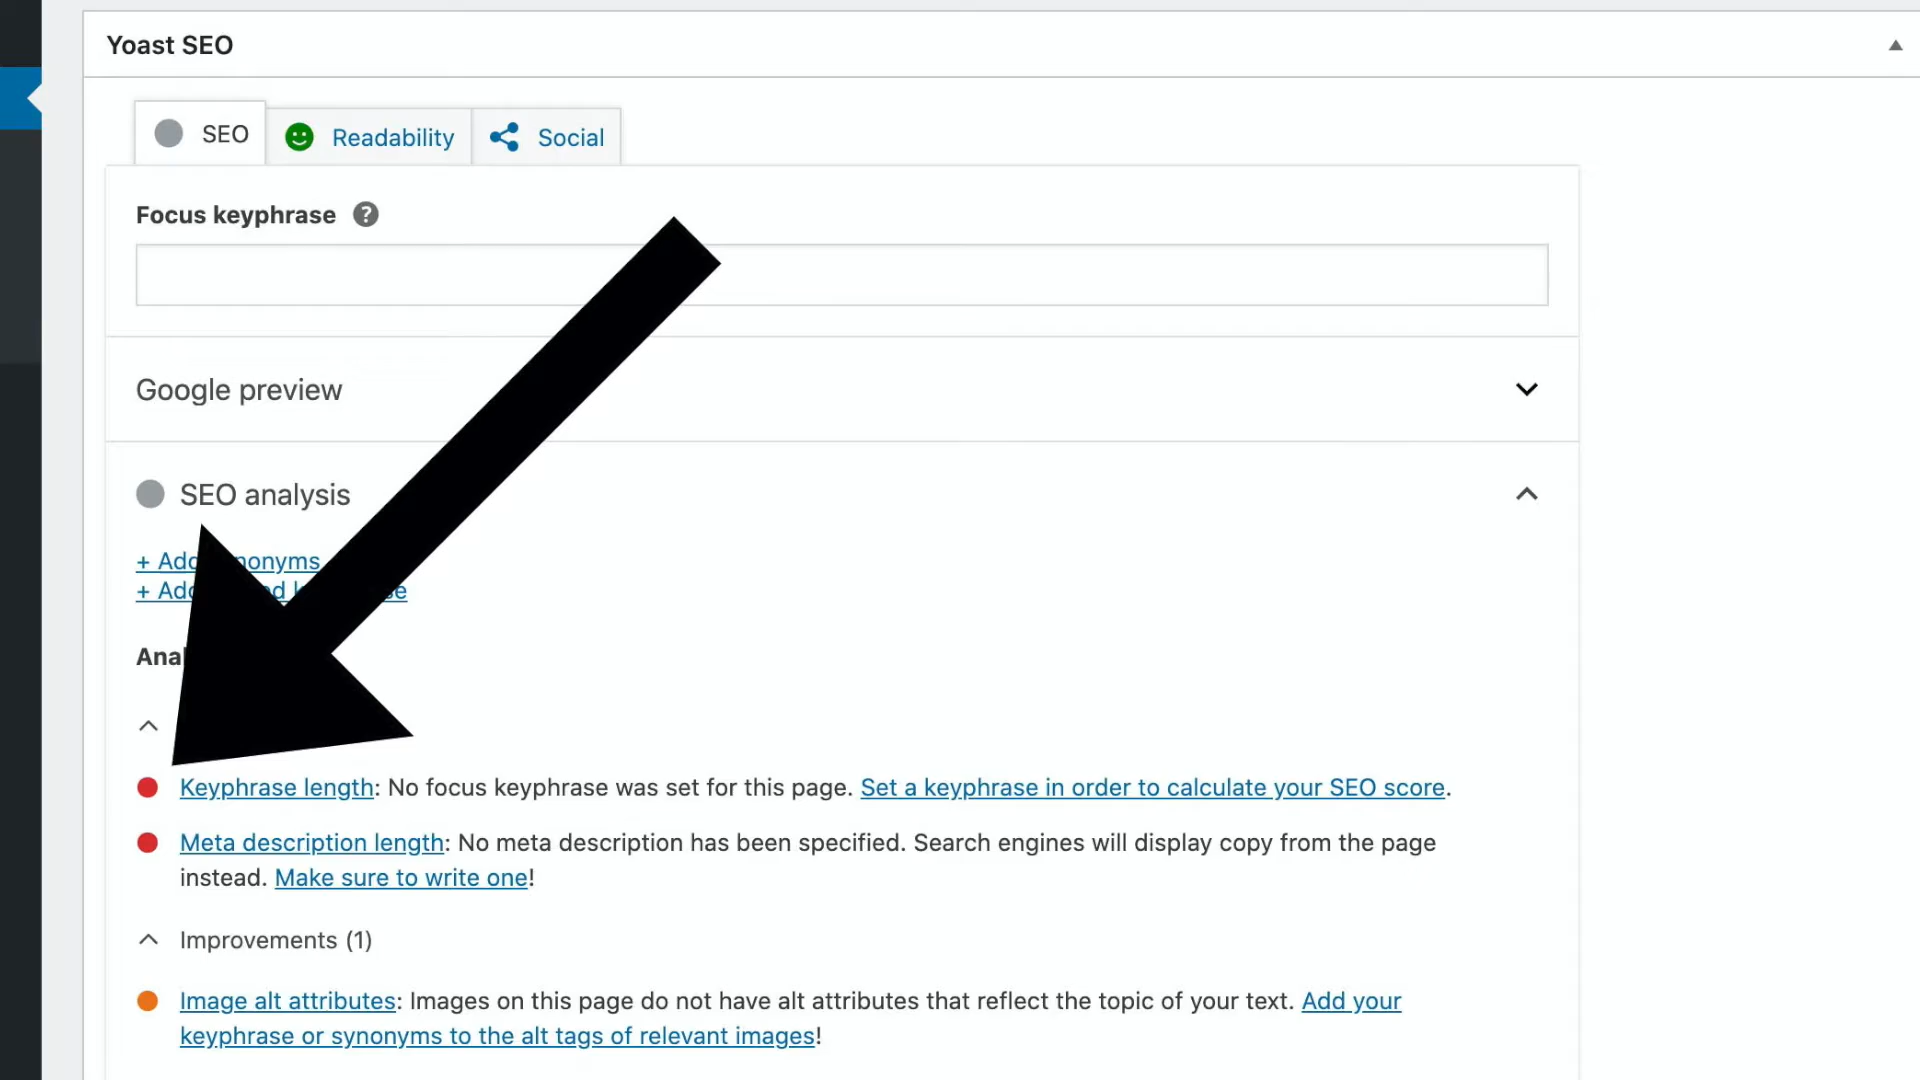 Yoast SEO
SEO
Readability
Social
Focus keyphrase ?
Google preview
SEO analysis
+ Add
+ Add
Keyphrase length: No focus keyphrase was set for this page. Set a keyphrase in order to calculate your SEO score.
Meta description length: No meta description has been specified. Search engines will display copy from the page
instead. Make sure to write one!
Improvements (1)
Image alt attributes: Images on this page do not have alt attributes that reflect the topic of your text. Add your
keyphrase or synonyms to the alt tags of relevant images!